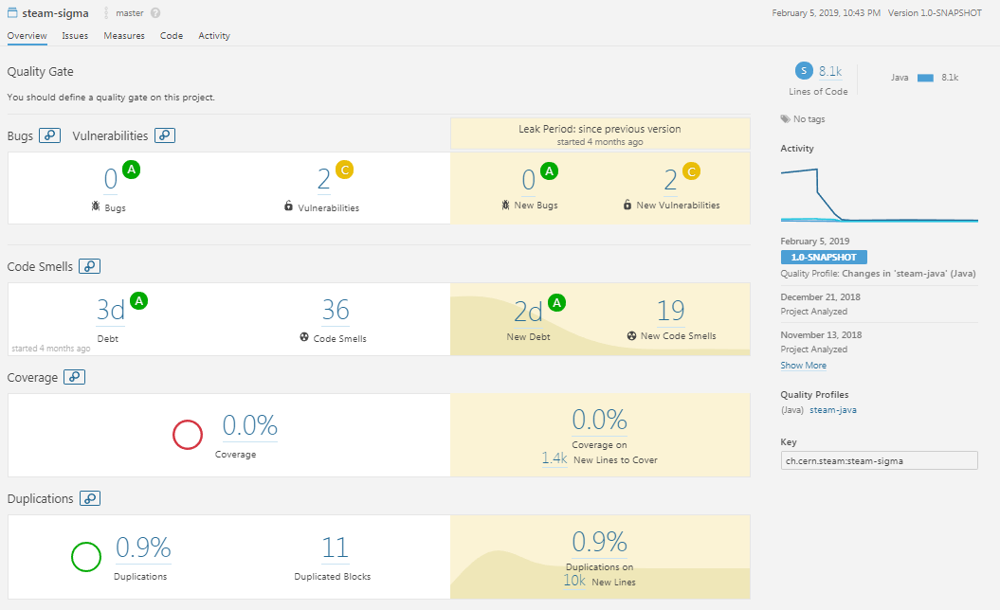 steam-sigma master ?
February 5, 2019, 10:43 PM Version 1.0-SNAPSHOT
Overview Issues Measures Code Activity
Quality Gate
You should define a quality gate on this project.
Bugs Vulnerabilities
Leak Period: since previous version
started 4 months ago
0 A
Bugs
2 C
Vulnerabilities
0 A
New Bugs
2 C
New Vulnerabilities
Code Smells
3d A
Debt
started 4 months ago
36
Code Smells
2d A
New Debt
19
New Code Smells
Coverage
0.0%
Coverage
0.0%
Coverage on
1.4k New Lines to Cover
Duplications
0.9%
Duplications
11
Duplicated Blocks
0.9%
Duplications on
10k New Lines
S 8.1k
Lines of Code
Java 8.1k
No tags
Activity
February 5, 2019
1.0-SNAPSHOT
Quality Profile: Changes in 'steam-java' (Java)
December 21, 2018
Project Analyzed
November 13, 2018
Project Analyzed
Show More
Quality Profiles
(Java) steam-java
Key
ch.cern.steam:steam-sigma